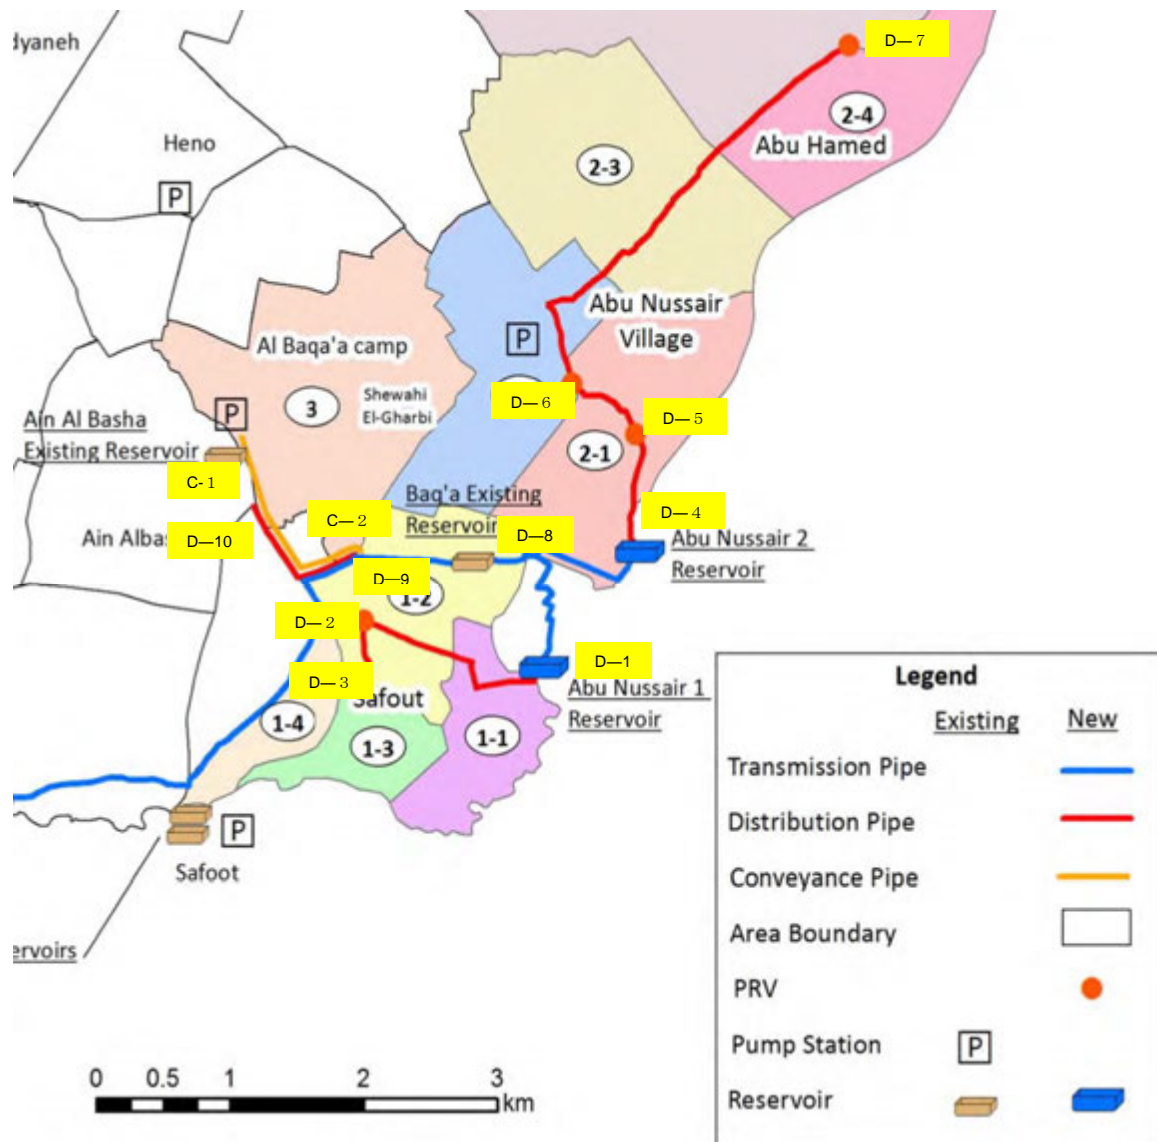 dyaneh
D—７
2-4
Abu Hamed
Heno
2-3
P
Abu Nussair
Village
P
Al Baqa'a camp
Shewahi
El-Gharbi
3
D—６
D—５
Ain Al Basha
Existing Reservoir
P
2-1
C-１
Baq'a Existing
Reservoir
C—２
D—４
Ain Albas
D—10
D—8
Abu Nussair 2
Reservoir
D—9
1-2
D—２
D—３
D—1
Abu Nussair 1
Reservoir
Safout
1-4
1-3
1-1
P
Safoot
ervoirs
Legend
Existing
New
Transmission Pipe
Distribution Pipe
Conveyance Pipe
Area Boundary
PRV
Pump Station
P
Reservoir
0 0.5 1 2 3
km